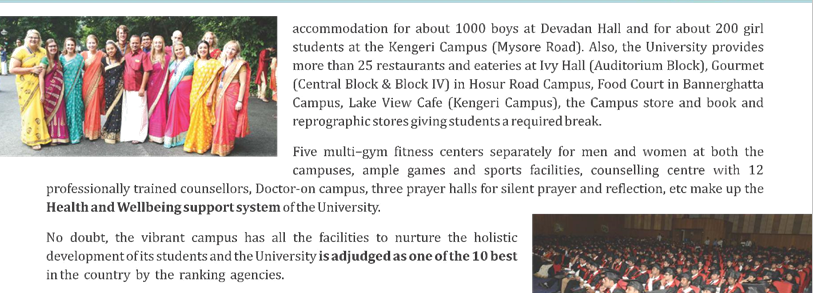 accommodation for about 1000 boys at Devadan Hall and for about 200 girl
students at the Kengeri Campus (Mysore Road). Also, the University provides
more than 25 restaurants and eateries at Ivy Hall (Auditorium Block), Gourmet
(Central Block & Block IV) in Hosur Road Campus, Food Court in Bannerghatta
Campus, Lake View Cafe (Kengeri Campus), the Campus store and book and
reprographic stores giving students a required break.
Five multi–gym fitness centers separately for men and women at both the
campuses, ample games and sports facilities, counselling centre with 12
professionally trained counsellors, Doctor-on campus, three prayer halls for silent prayer and reflection, etc make up the
Health and Wellbeing support system of the University.
No doubt, the vibrant campus has all the facilities to nurture the holistic
development of its students and the University is adjudged as one of the 10 best
in the country by the ranking agencies.